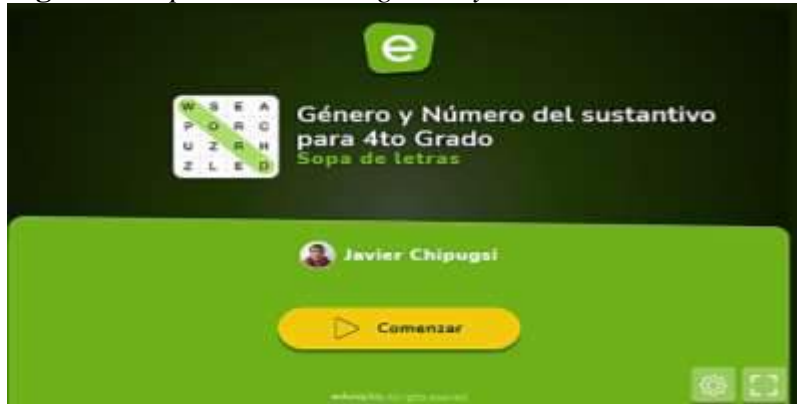 e
W S E A
P O R C
U Z R H
Z L E D
Género y Número del sustantivo
para 4to Grado
Sopa de letras
Javier Chipugsi
Comenzar